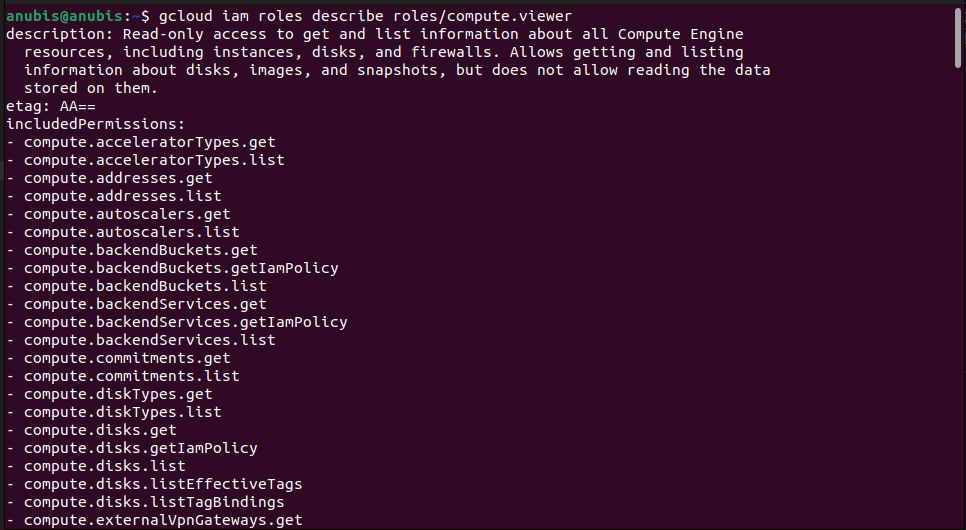 anubis@anubis:~$ gcloud iam roles describe roles/compute.viewer
description: Read-only access to get and list information about all Compute Engine
  resources, including instances, disks, and firewalls. Allows getting and listing
  information about disks, images, and snapshots, but does not allow reading the data
  stored on them.
etag: AA==
includedPermissions:
- compute.acceleratorTypes.get
- compute.acceleratorTypes.list
- compute.addresses.get
- compute.addresses.list
- compute.autoscalers.get
- compute.autoscalers.list
- compute.backendBuckets.get
- compute.backendBuckets.getIamPolicy
- compute.backendBuckets.list
- compute.backendServices.get
- compute.backendServices.getIamPolicy
- compute.backendServices.list
- compute.commitments.get
- compute.commitments.list
- compute.diskTypes.get
- compute.diskTypes.list
- compute.disks.get
- compute.disks.getIamPolicy
- compute.disks.list
- compute.disks.listEffectiveTags
- compute.disks.listTagBindings
- compute.externalVpnGateways.get